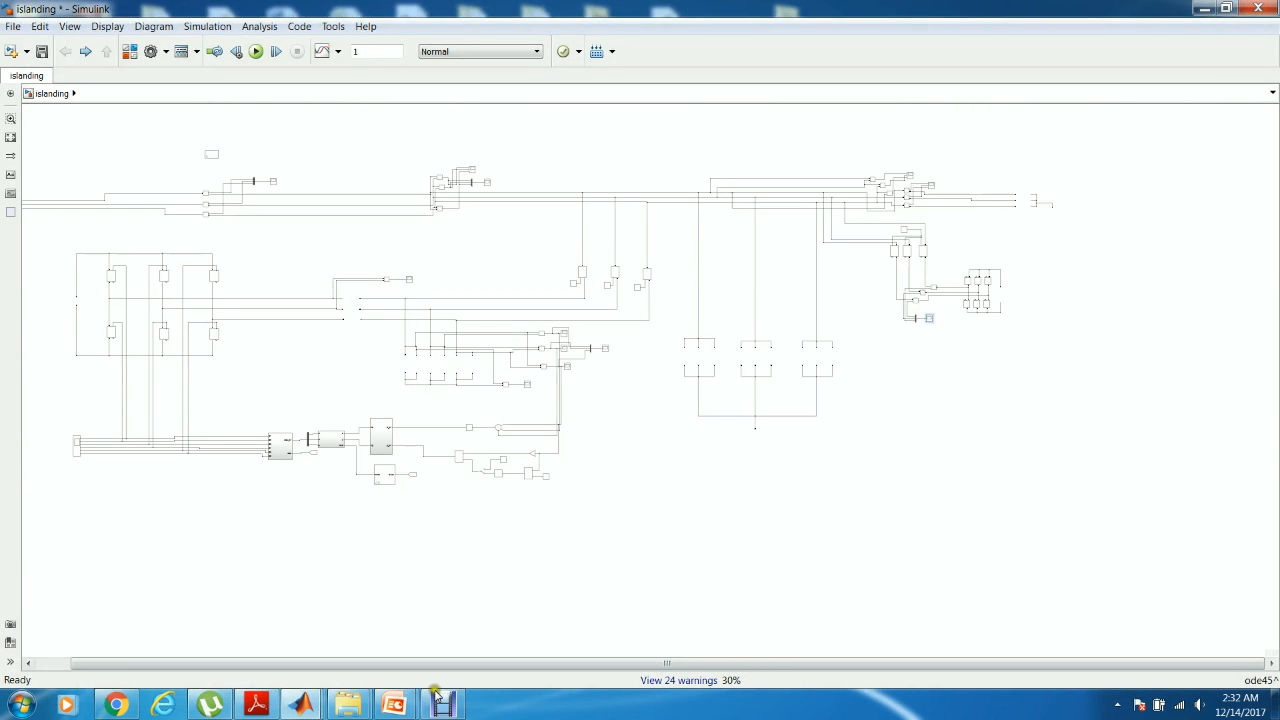 islanding * - Simulink
File Edit View Display Diagram Simulation Analysis Code Tools Help
1 Normal
islanding
islanding
Ready View 24 warnings 30% ode45^
2:32 AM
12/14/2017